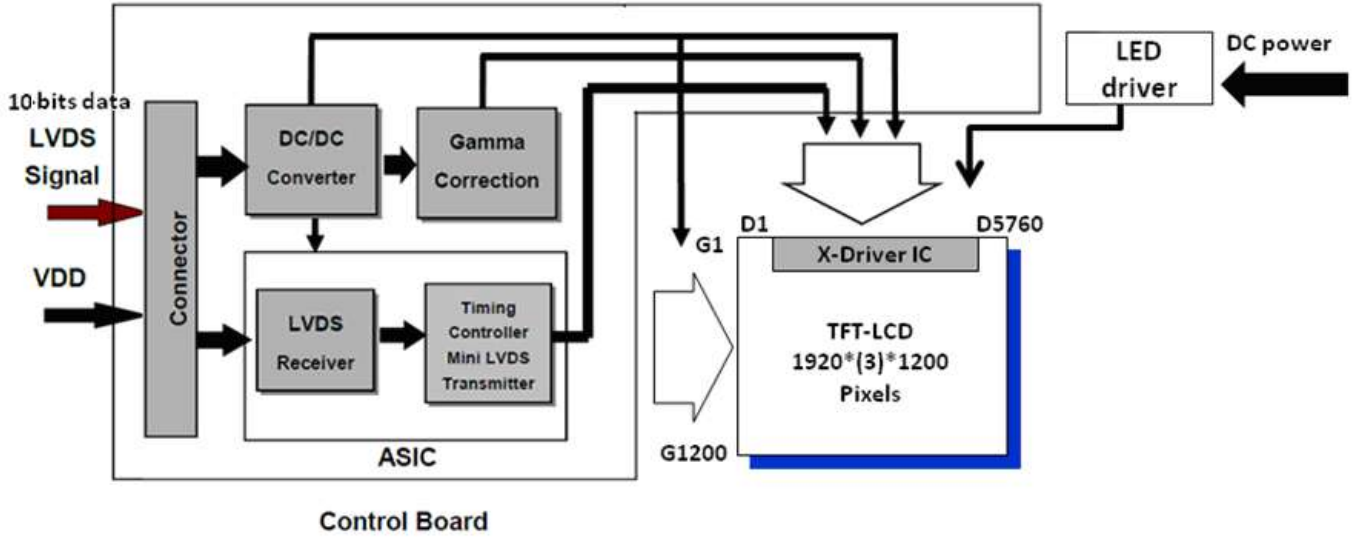 10-bits data
LVDS
Signal
VDD
Connector
DC/DC
Converter
Gamma
Correction
LVDS
Receiver
Timing
Controller
Mini LVDS
Transmitter
ASIC
Control Board
LED
driver
DC power
D1
D5760
G1
G1200
X-Driver IC
TFT-LCD
1920*(3)*1200
Pixels